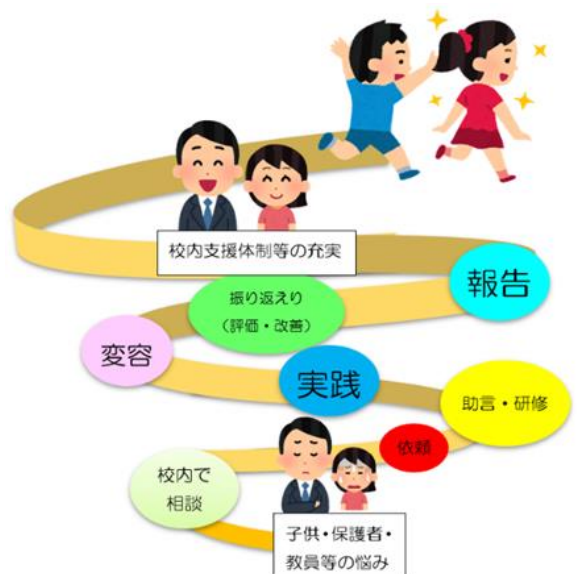 校内支援体制等の充実
報告
振り返えり
（評価・改善）
変容
実践
助言・研修
依頼
校内で
相談
子供・保護者・
教員等の悩み